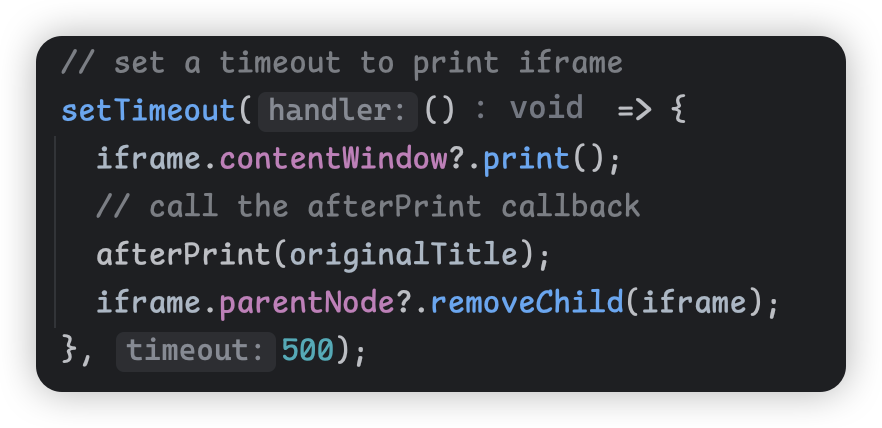 // set a timeout to print iframe
setTimeout( handler: () : void => {
iframe.contentWindow?.print();
// call the afterPrint callback
afterPrint(originalTitle);
iframe.parentNode?.removeChild(iframe);
}, timeout: 500);